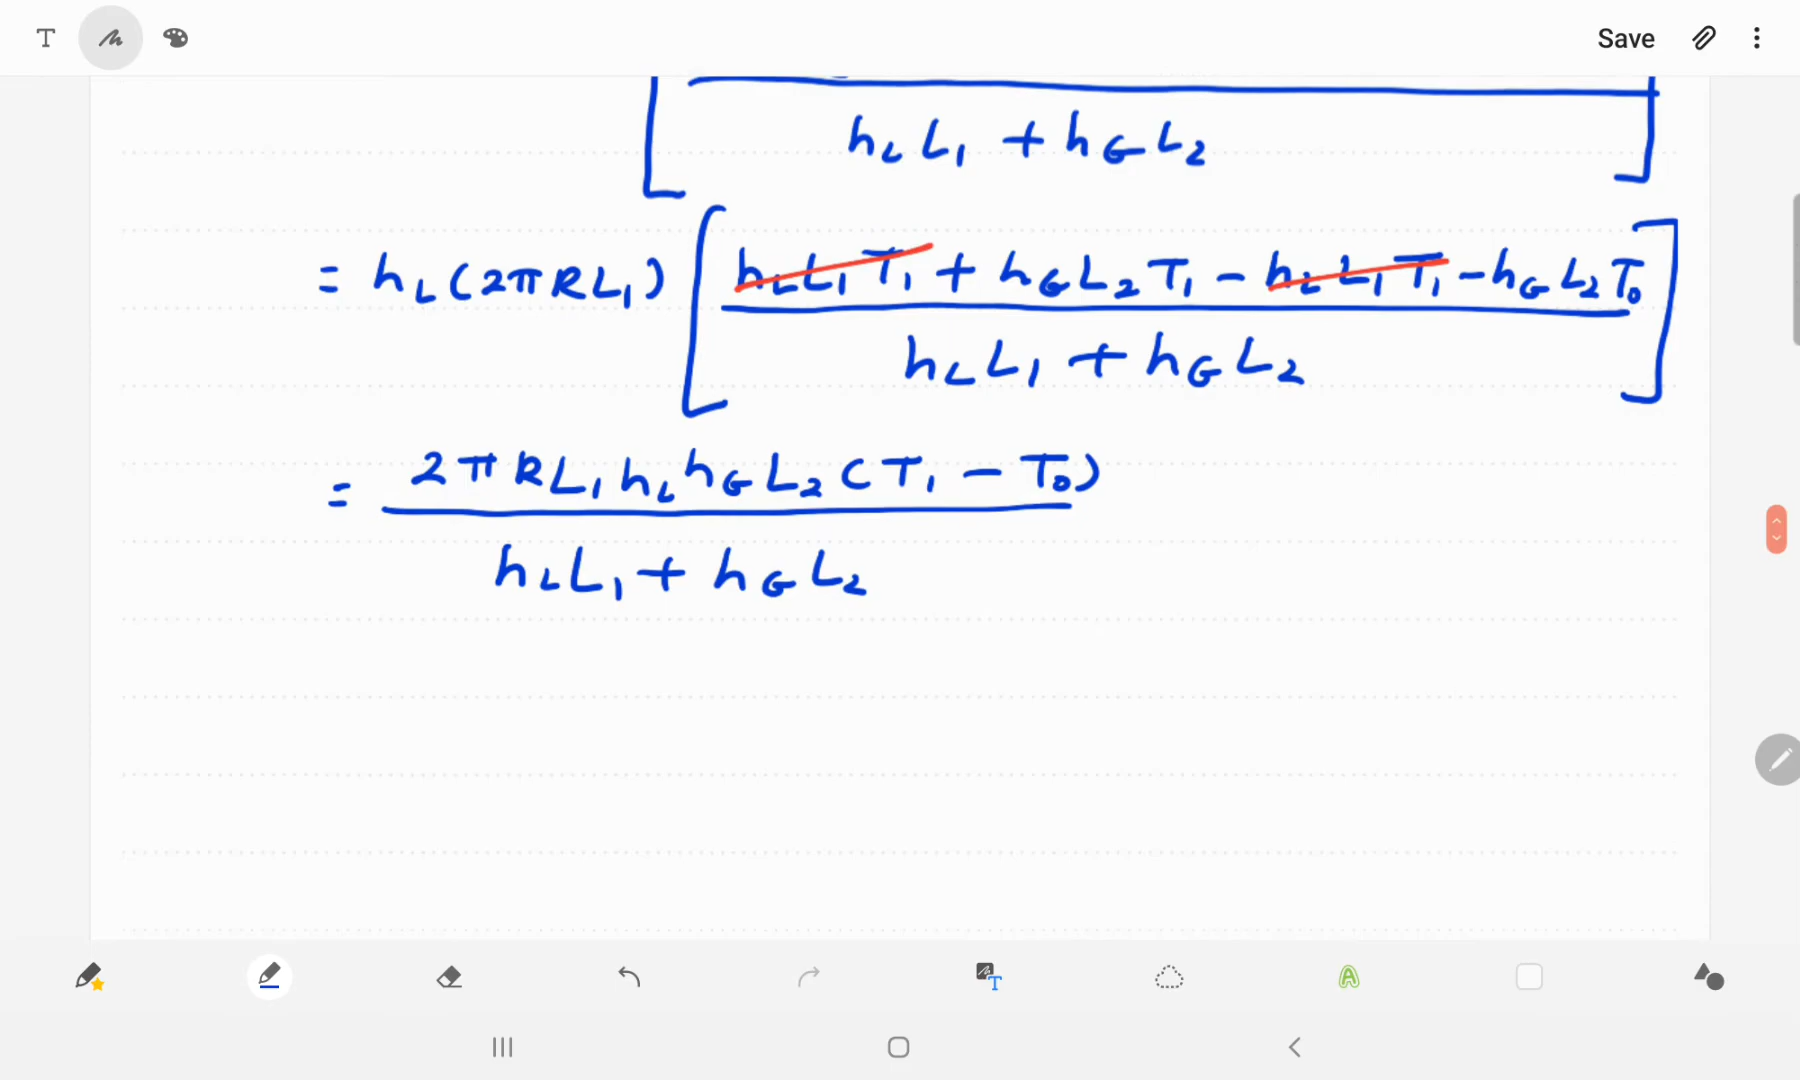 T Save
[ ――― / h_L L_1 + h_G L_2 ]
= h_L (2πRL_1) [ (h_L L_1 T_1 + h_G L_2 T_1 - h_L L_1 T_1 - h_G L_2 T_0) / (h_L L_1 + h_G L_2) ]
= 2πRL_1 h_L h_G L_2 (T_1 - T_0)
h_L L_1 + h_G L_2
T A